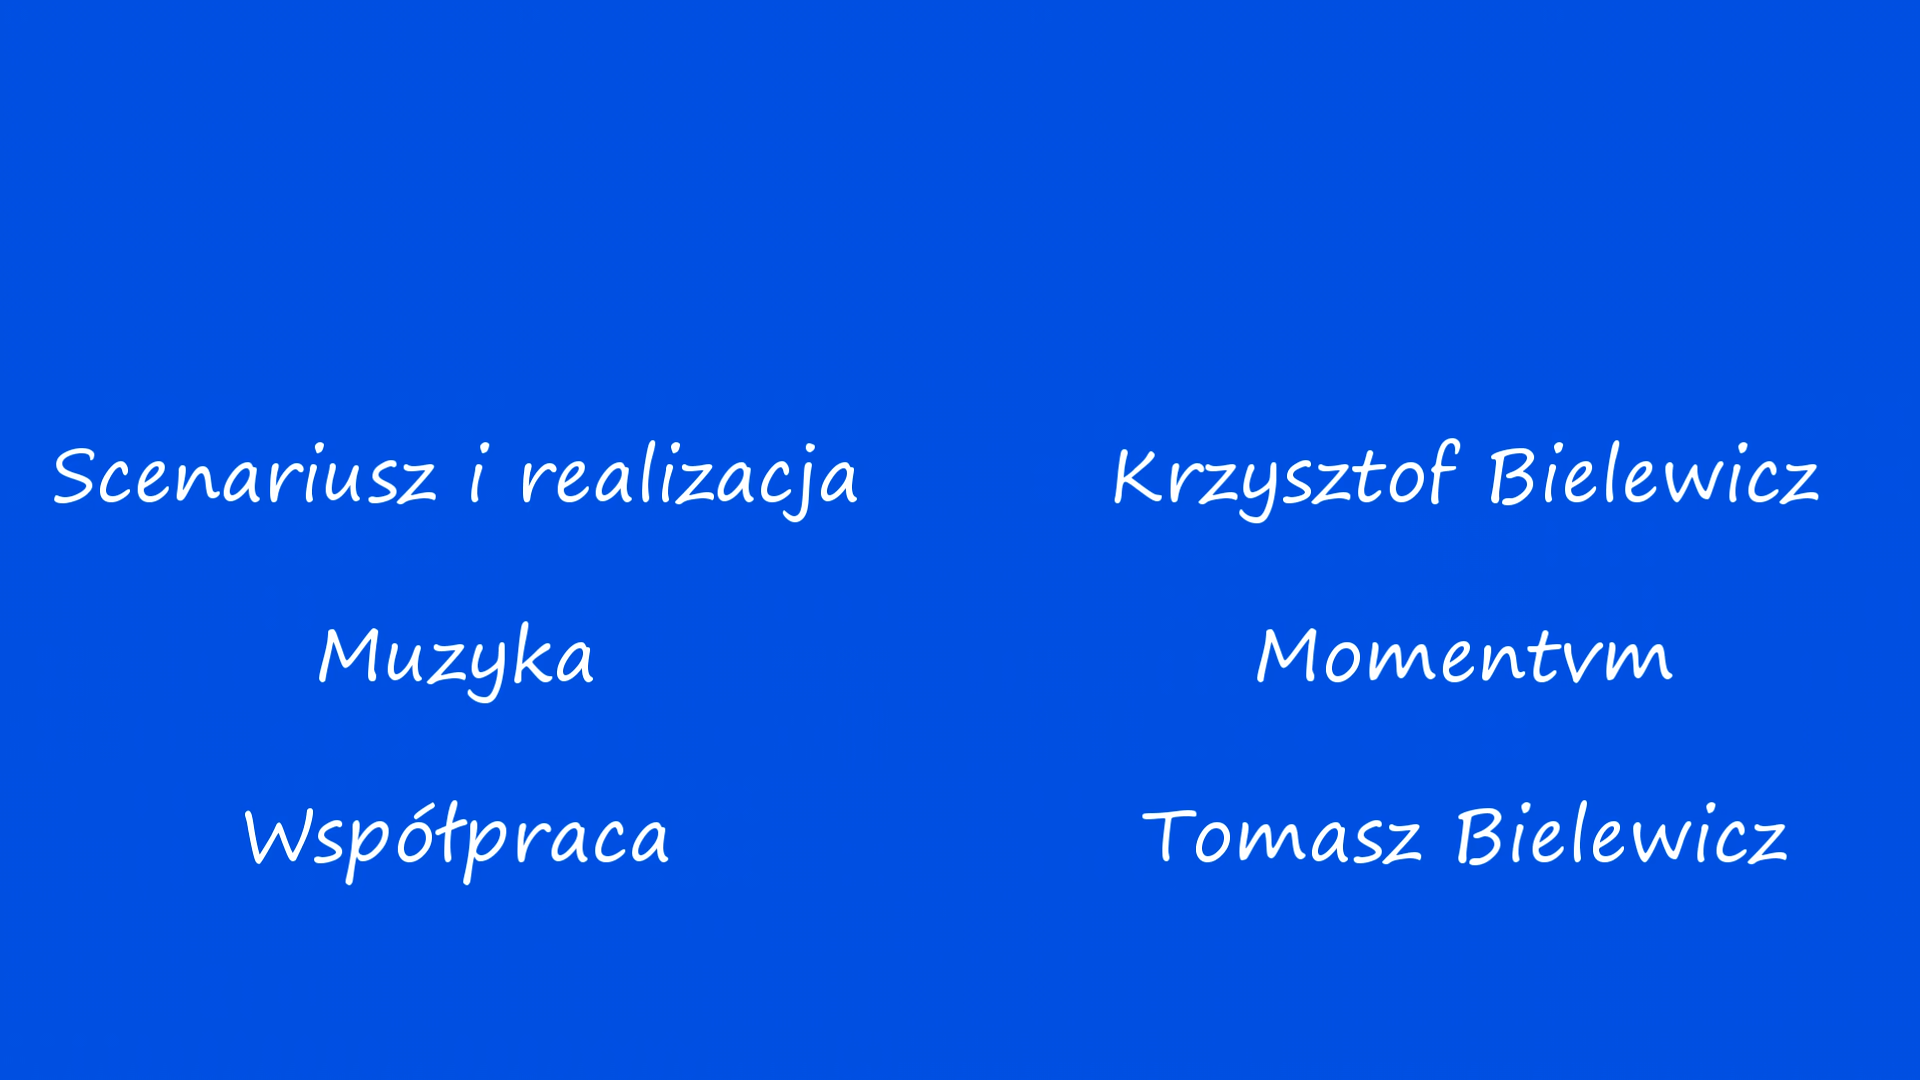 Scenariusz i realizacja Krzysztof Bielewicz
Muzyka Momentvm
Współpraca Tomasz Bielewicz